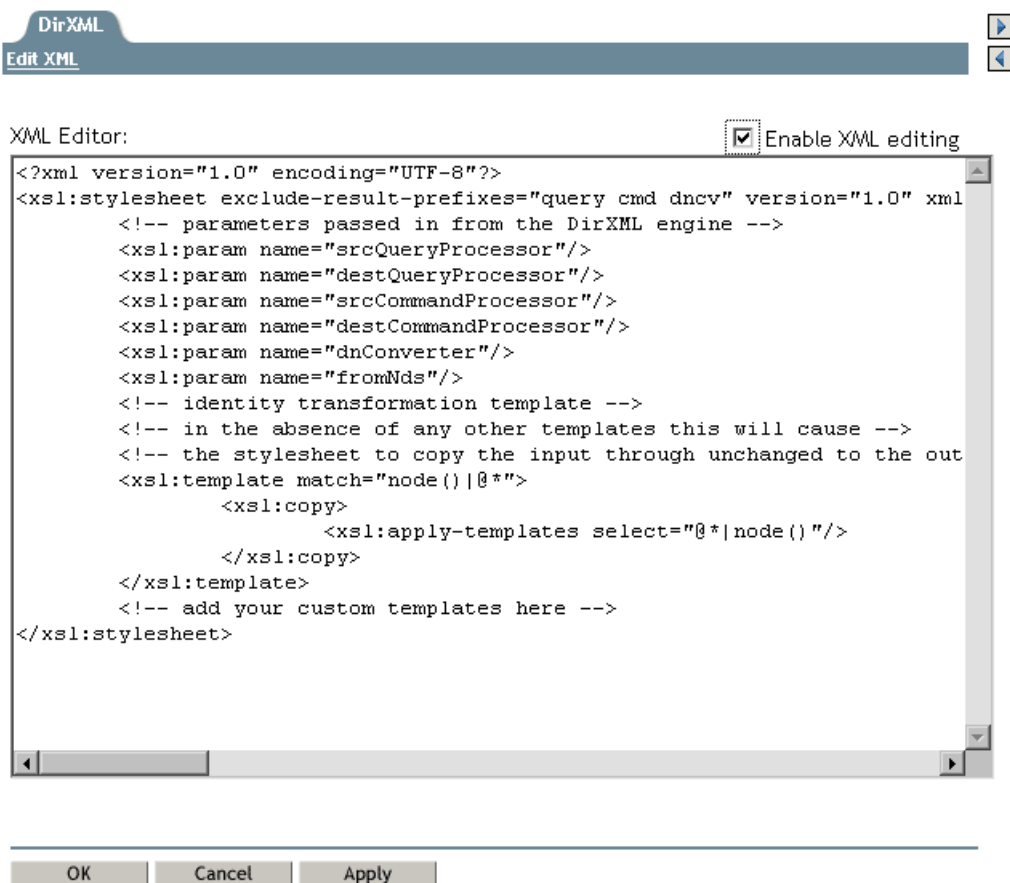 DirXML
Edit XML
XML Editor:
Enable XML editing
<?xml version="1.0" encoding="UTF-8"?>
<xsl:stylesheet exclude-result-prefixes="query cmd dncv" version="1.0" xml
<!-- parameters passed in from the DirXML engine -->
<xsl:param name="srcQueryProcessor"/>
<xsl:param name="destQueryProcessor"/>
<xsl:param name="srcCommandProcessor"/>
<xsl:param name="destCommandProcessor"/>
<xsl:param name="dnConverter"/>
<xsl:param name="fromNds"/>
<!-- identity transformation template -->
<!-- in the absence of any other templates this will cause -->
<!-- the stylesheet to copy the input through unchanged to the out
<xsl:template match="node()|@*">
<xsl:copy>
<xsl:apply-templates select="@*|node()"/>
</xsl:copy>
</xsl:template>
<!-- add your custom templates here -->
</xsl:stylesheet>
OK
Cancel
Apply